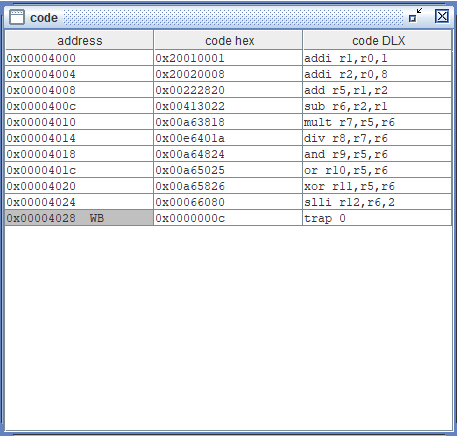 code
address code hex code DLX
0x00004000 0x20010001 addi r1,r0,1
0x00004004 0x20020008 addi r2,r0,8
0x00004008 0x00222820 add r5,r1,r2
0x0000400c 0x00413022 sub r6,r2,r1
0x00004010 0x00a63818 mult r7,r5,r6
0x00004014 0x00e6401a div r8,r7,r6
0x00004018 0x00a64824 and r9,r5,r6
0x0000401c 0x00a65025 or r10,r5,r6
0x00004020 0x00a65826 xor r11,r5,r6
0x00004024 0x00066080 slli r12,r6,2
0x00004028 WB 0x0000000c trap 0